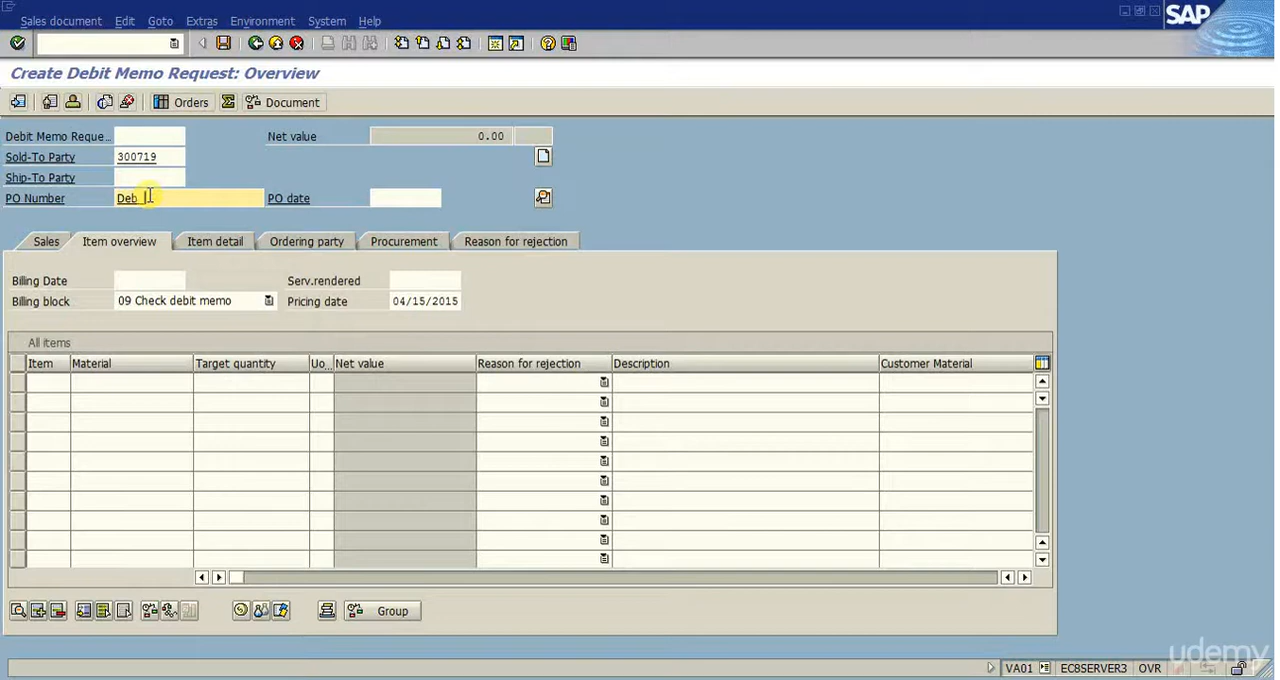 Sales document Edit Goto Extras Environment System Help
SAP
Create Debit Memo Request: Overview
Orders Document
Debit Memo Reque... Net value 0.00
Sold-To Party 300719
Ship-To Party
PO Number Deb PO date
Sales Item overview Item detail Ordering party Procurement Reason for rejection
Billing Date Serv.rendered
Billing block 09 Check debit memo Pricing date 04/15/2015
All items
Item Material Target quantity Uo... Net value Reason for rejection Description Customer Material
Group
udemy
VA01 EC8SERVER3 OVR